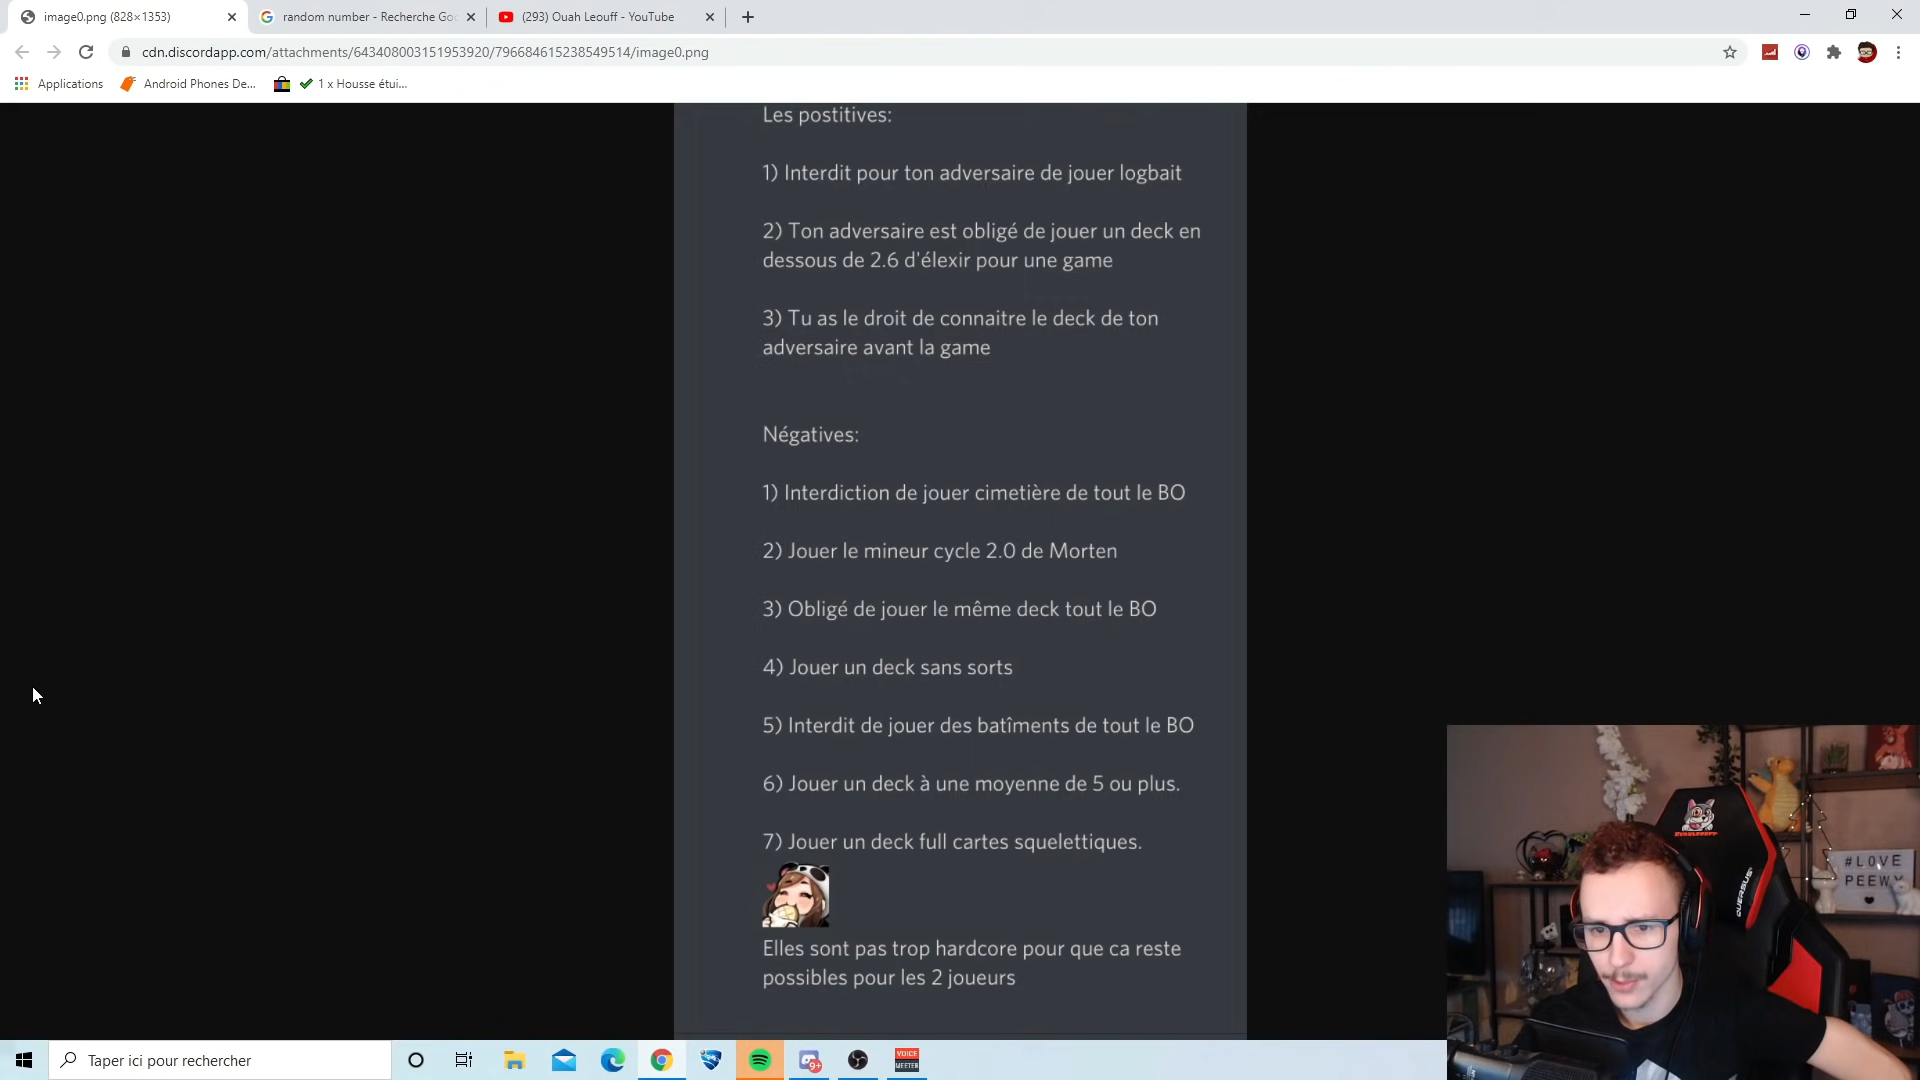 image0.png (828×1353)
random number - Recherche Goo
(293) Ouah Leouff - YouTube
cdn.discordapp.com/attachments/643408003151953920/796684615238549514/image0.png
Applications
Android Phones De...
1 x Housse étui...
Les postitives:
1) Interdit pour ton adversaire de jouer logbait
2) Ton adversaire est obligé de jouer un deck en
dessous de 2.6 d'élexir pour une game
3) Tu as le droit de connaitre le deck de ton
adversaire avant la game
Négatives:
1) Interdiction de jouer cimetière de tout le BO
2) Jouer le mineur cycle 2.0 de Morten
3) Obligé de jouer le même deck tout le BO
4) Jouer un deck sans sorts
5) Interdit de jouer des batîments de tout le BO
6) Jouer un deck à une moyenne de 5 ou plus.
7) Jouer un deck full cartes squelettiques.
Elles sont pas trop hardcore pour que ca reste
possibles pour les 2 joueurs
#LOVE
PEEWY
QUERSUS
Taper ici pour rechercher
9+
VOICE
MEETER